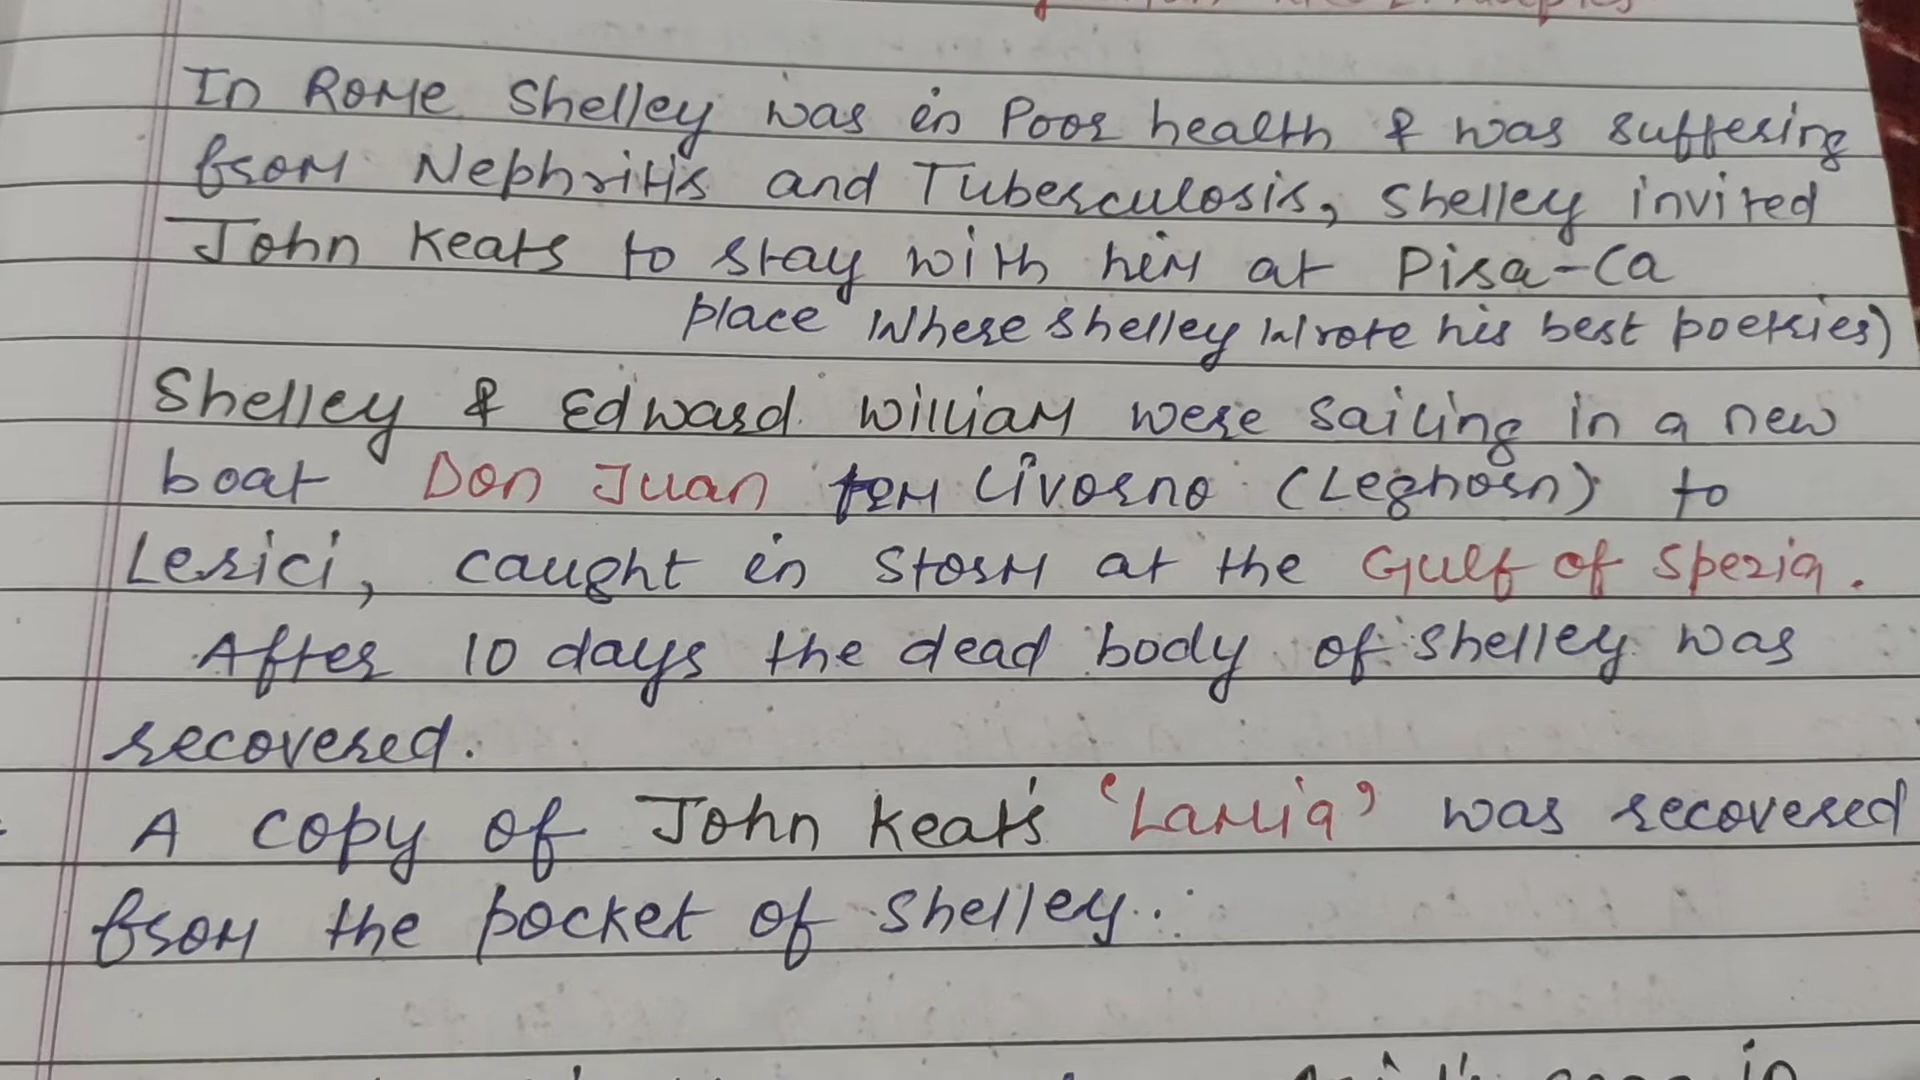 In Rome Shelley was in Poor health & was suffering
from Nephritis and Tuberculosis, Shelley invited
John Keats to stay with him at Pisa-(a
place where Shelley wrote his best poetries)
Shelley & Edward William were sailing in a new
boat Don Juan from Livorno (Leghorn) to
Lerici, caught in storm at the Gulf of Spezia.
After 10 days the dead body of Shelley was
recovered.
A copy of John Keat's 'Lamia' was recovered
from the pocket of Shelley.